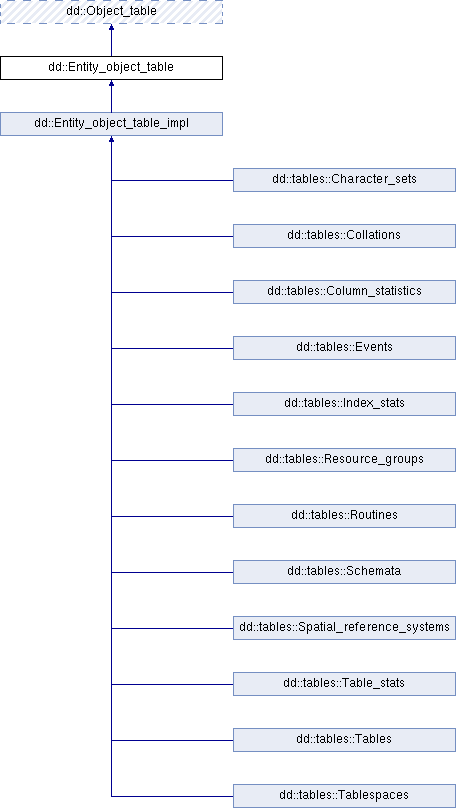 dd::Object_table
dd::Entity_object_table
dd::Entity_object_table_impl
dd::tables::Character_sets
dd::tables::Collations
dd::tables::Column_statistics
dd::tables::Events
dd::tables::Index_stats
dd::tables::Resource_groups
dd::tables::Routines
dd::tables::Schemata
dd::tables::Spatial_reference_systems
dd::tables::Table_stats
dd::tables::Tables
dd::tables::Tablespaces